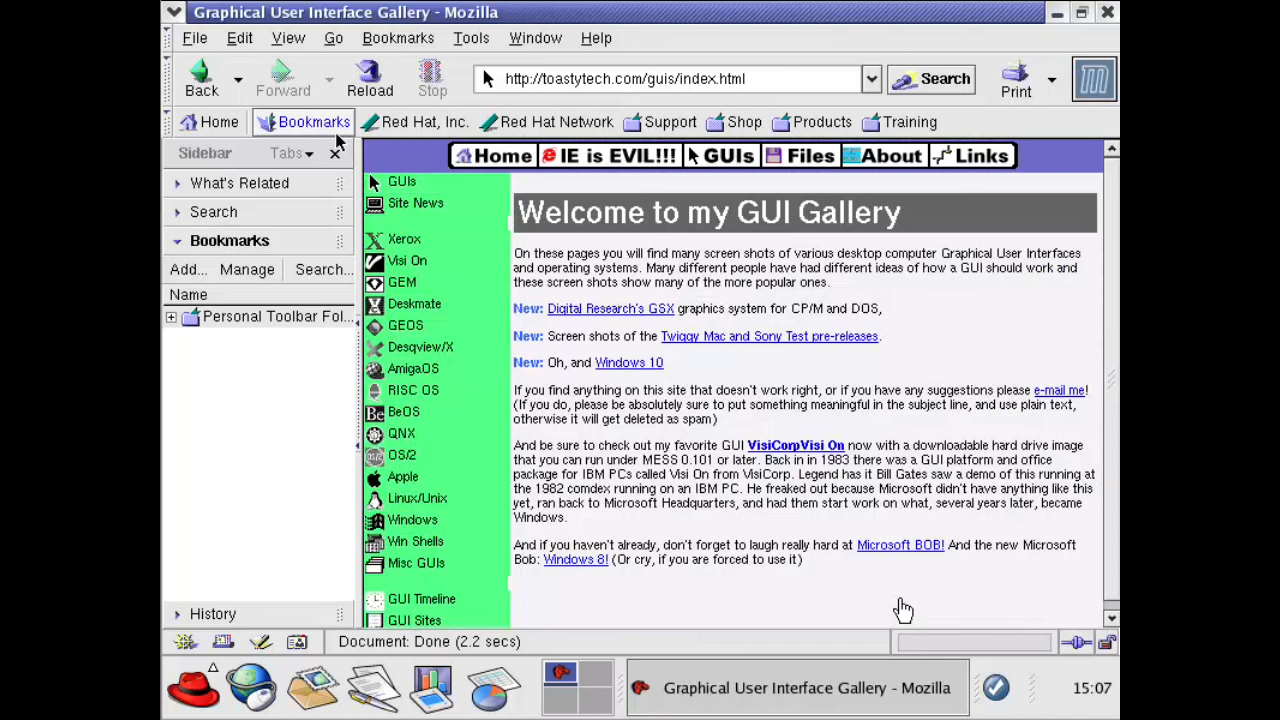 Graphical User Interface Gallery - Mozilla
File Edit View Go Bookmarks Tools Window Help
Back Forward Reload Stop http://toastytech.com/guis/index.html Search Print
Home Bookmarks Red Hat, Inc. Red Hat Network Support Shop Products Training
Sidebar Tabs
What's Related
Search
Bookmarks
Add... Manage Search...
Name
Personal Toolbar Fol...
History
Home IE is EVIL!!! GUIs Files About Links
GUIs
Site News
Xerox
Visi On
GEM
Deskmate
GEOS
Desqview/X
AmigaOS
RISC OS
BeOS
QNX
OS/2
Apple
Linux/Unix
Windows
Win Shells
Misc GUIs
GUI Timeline
GUI Sites
Welcome to my GUI Gallery
On these pages you will find many screen shots of various desktop computer Graphical User Interfaces
and operating systems. Many different people have had different ideas of how a GUI should work and
these screen shots show many of the more popular ones.
New: Digital Research's GSX graphics system for CP/M and DOS,
New: Screen shots of the Twiggy Mac and Sony Test pre-releases.
New: Oh, and Windows 10
If you find anything on this site that doesn't work right, or if you have any suggestions please e-mail me!
(If you do, please be absolutely sure to put something meaningful in the subject line, and use plain text,
otherwise it will get deleted as spam)
And be sure to check out my favorite GUI VisiCorpVisi On now with a downloadable hard drive image
that you can run under MESS 0.101 or later. Back in in 1983 there was a GUI platform and office
package for IBM PCs called Visi On from VisiCorp. Legend has it Bill Gates saw a demo of this running at
the 1982 comdex running on an IBM PC. He freaked out because Microsoft didn't have anything like this
yet, ran back to Microsoft Headquarters, and had them start work on what, several years later, became
Windows.
And if you haven't already, don't forget to laugh really hard at Microsoft BOB! And the new Microsoft
Bob: Windows 8! (Or cry, if you are forced to use it)
Document: Done (2.2 secs)
Graphical User Interface Gallery - Mozilla
15:07